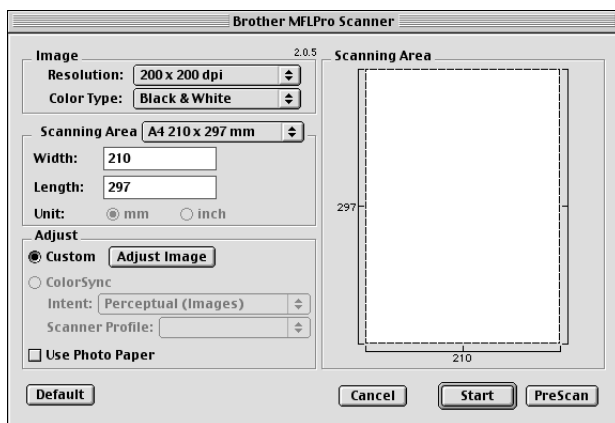 Brother MFLPro Scanner
Image 2.0.5
Resolution: 200 x 200 dpi
Color Type: Black & White
Scanning Area A4 210 x 297 mm
Width: 210
Length: 297
Unit: mm inch
Adjust
Custom Adjust Image
ColorSync
Intent: Perceptual (Images)
Scanner Profile:
Use Photo Paper
Scanning Area
297
210
Default Cancel Start PreScan